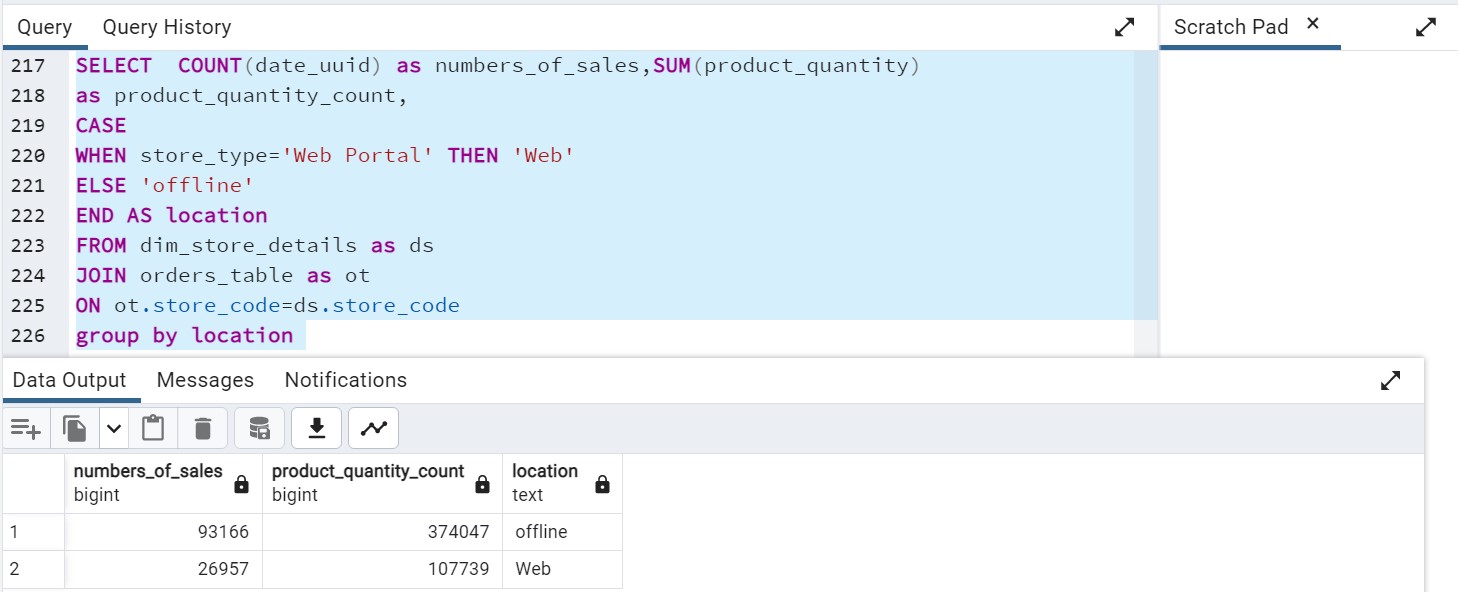 Query Query History Scratch Pad ×
217 SELECT  COUNT(date_uuid) as numbers_of_sales,SUM(product_quantity)
218 as product_quantity_count,
219 CASE
220 WHEN store_type='Web Portal' THEN 'Web'
221 ELSE 'offline'
222 END AS location
223 FROM dim_store_details as ds
224 JOIN orders_table as ot
225 ON ot.store_code=ds.store_code
226 group by location
Data Output Messages Notifications
numbers_of_sales product_quantity_count location
bigint bigint text
1 93166 374047 offline
2 26957 107739 Web